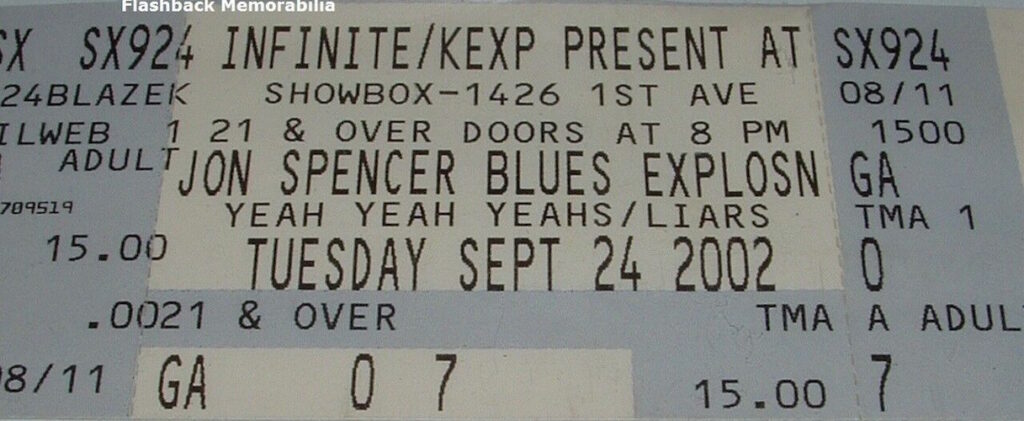 Flashback Memorabilia
SX SX924 INFINITE/KEXP PRESENT AT SX924
24BLAZEK SHOWBOX-1426 1ST AVE 08/11
ILWEB 1 21 & OVER DOORS AT 8 PM 1500
ADULT JON SPENCER BLUES EXPLOSN GA
709519 YEAH YEAH YEAHS/LIARS TMA 1
15.00 TUESDAY SEPT 24 2002 0
.0021 & OVER TMA A ADUL
8/11 GA 0 7 15.00 7